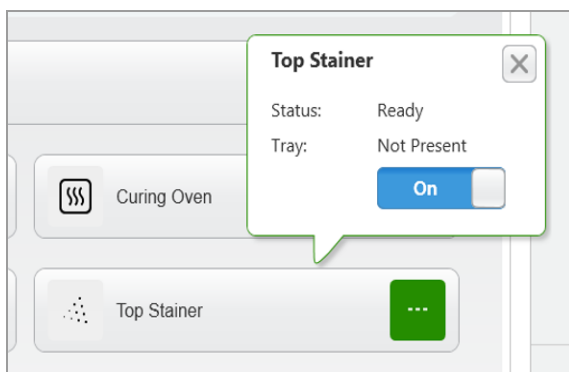 Top Stainer
Status: Ready
Tray: Not Present
On
Curing Oven
Top Stainer